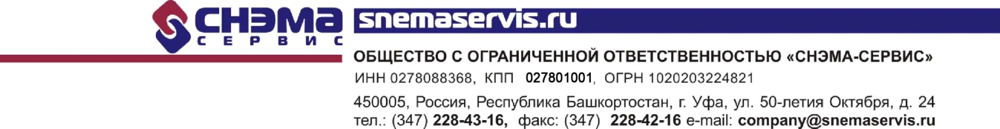 СНЭМА
СЕРВИС
snemaservis.ru
ОБЩЕСТВО С ОГРАНИЧЕННОЙ ОТВЕТСТВЕННОСТЬЮ «СНЭМА-СЕРВИС»
ИНН 0278088368, КПП 027801001, ОГРН 1020203224821
450005, Россия, Республика Башкортостан, г. Уфа, ул. 50-летия Октября, д. 24
тел.: (347) 228-43-16, факс: (347) 228-42-16 e-mail: company@snemaservis.ru